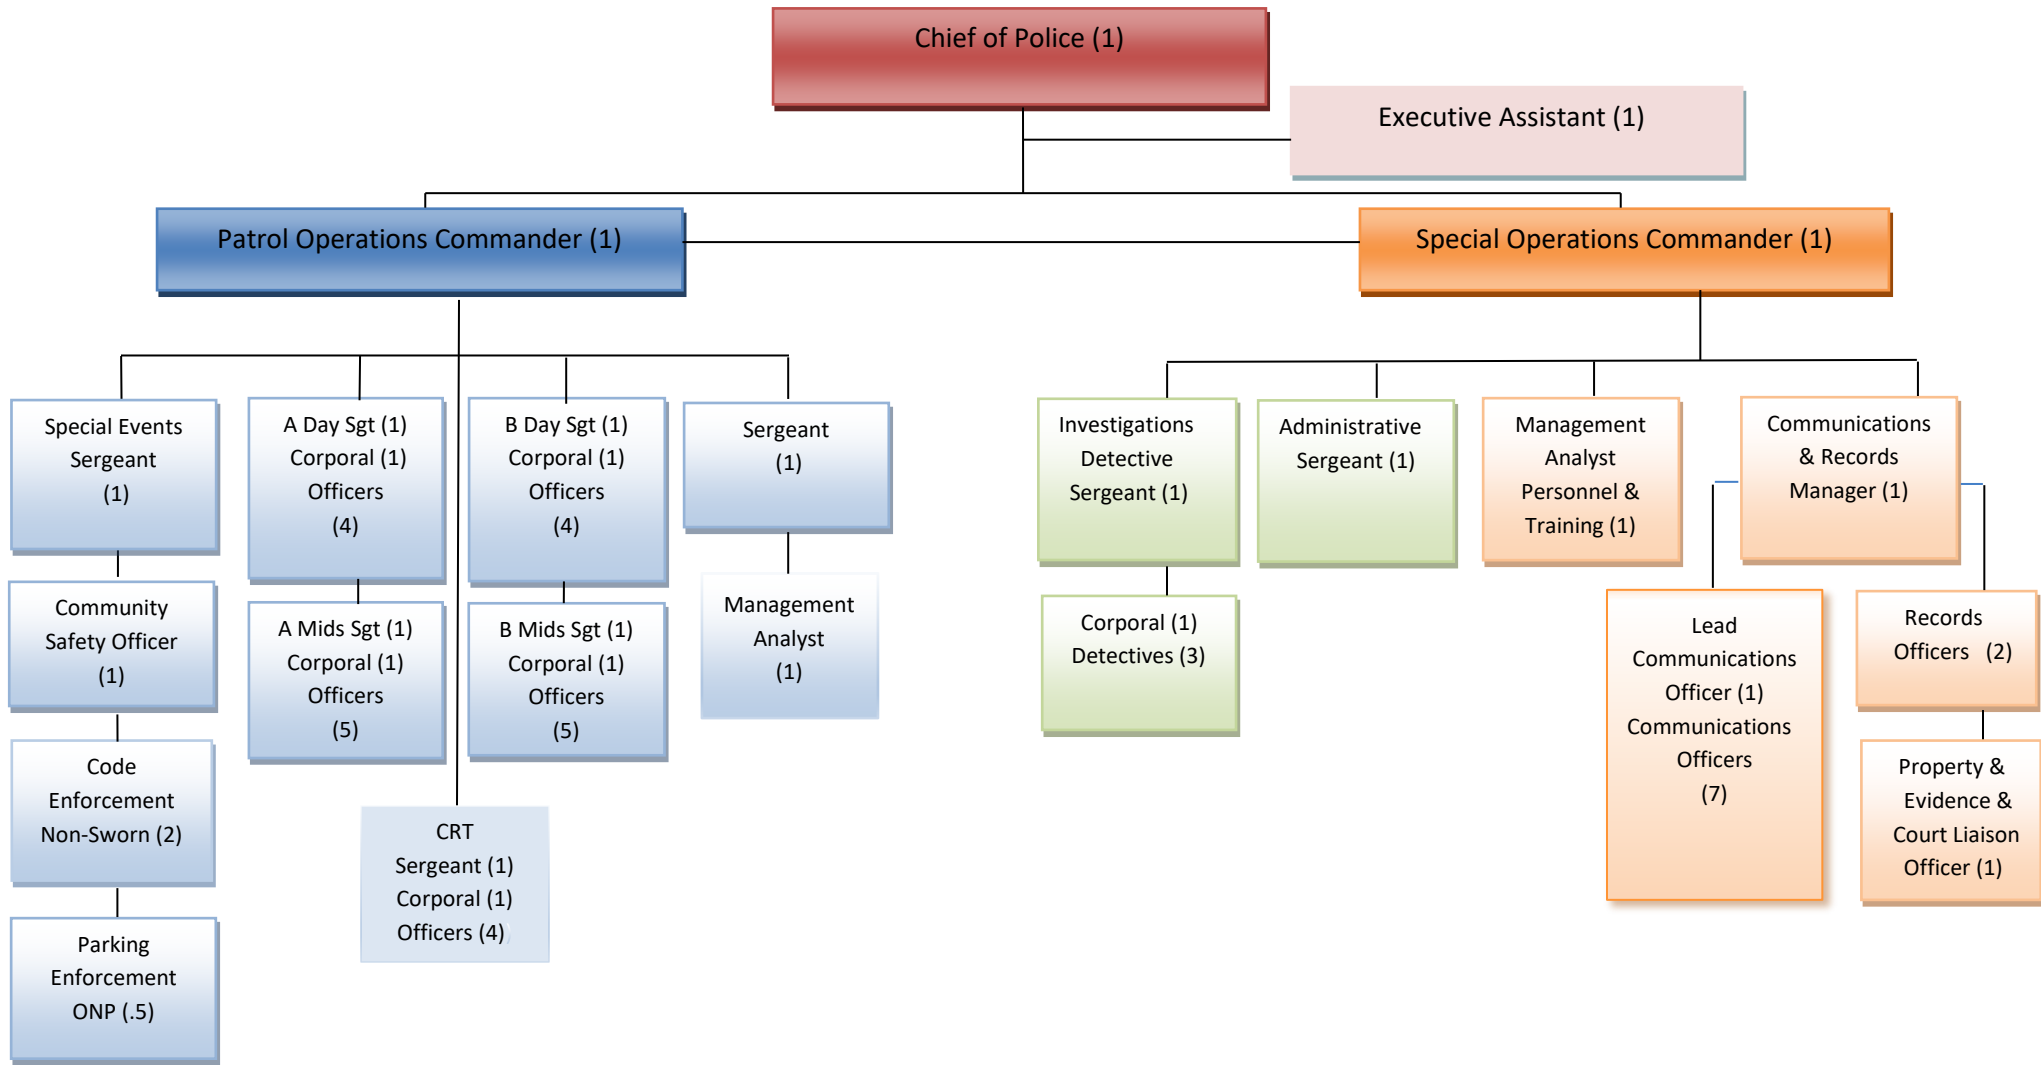 Chief of Police (1)
Executive Assistant (1)
Patrol Operations Commander (1)
Special Operations Commander (1)
Special Events
Sergeant
(1)
A Day Sgt (1)
Corporal (1)
Officers
(4)
B Day Sgt (1)
Corporal (1)
Officers
(4)
Sergeant
(1)
Investigations
Detective
Sergeant (1)
Administrative
Sergeant (1)
Management
Analyst
Personnel &
Training (1)
Communications
& Records
Manager (1)
Community
Safety Officer
(1)
A Mids Sgt (1)
Corporal (1)
Officers
(5)
B Mids Sgt (1)
Corporal (1)
Officers
(5)
Management
Analyst
(1)
Corporal (1)
Detectives (3)
Lead
Communications
Officer (1)
Communications
Officers
(7)
Records
Officers (2)
Code
Enforcement
Non-Sworn (2)
CRT
Sergeant (1)
Corporal (1)
Officers (4)
Property &
Evidence &
Court Liaison
Officer (1)
Parking
Enforcement
ONP (.5)